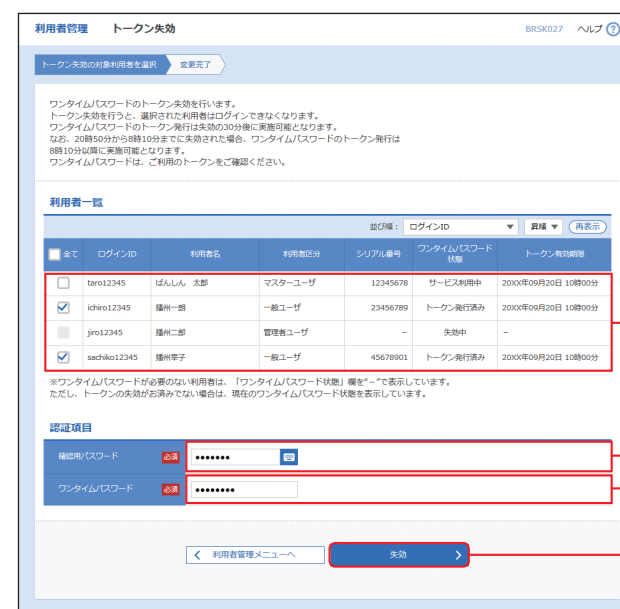 利用者管理 トークン失効 BRSK027 ヘルプ ?
トークン失効の対象利用者を選択 変更完了
ワンタイムパスワードのトークン失効を行います。
トークン失効を行うと、選択された利用者はログインできなくなります。
ワンタイムパスワードのトークン発行は失効の30分後に実施可能となります。
なお、20時50分から8時10分までに失効された場合、ワンタイムパスワードのトークン発行は
8時10分以降に実施可能となります。
ワンタイムパスワードは、ご利用のトークンをご確認ください。
利用者一覧
並び順： ログインID ▼ 昇順 ▼ 再表示
全て ログインID 利用者名 利用者区分 シリアル番号 ワンタイムパスワード状態 トークン有効期限
taro12345 ばんしん 太郎 マスターユーザ 12345678 サービス利用中 20XX年09月20日 10時00分
ichiro12345 播州一朗 一般ユーザ 23456789 トークン発行済み 20XX年09月20日 10時00分
jiro12345 播州二郎 管理者ユーザ － 失効中 －
sachiko12345 播州幸子 一般ユーザ 45678901 トークン発行済み 20XX年09月20日 10時00分
※ワンタイムパスワードが必要のない利用者は、「ワンタイムパスワード状態」欄を“－”で表示しています。
ただし、トークンの失効がお済みでない場合は、現在のワンタイムパスワード状態を表示しています。
認証項目
確認用パスワード 必須 ●●●●●●●
ワンタイムパスワード 必須 ●●●●●●●●
利用者管理メニューへ 失効